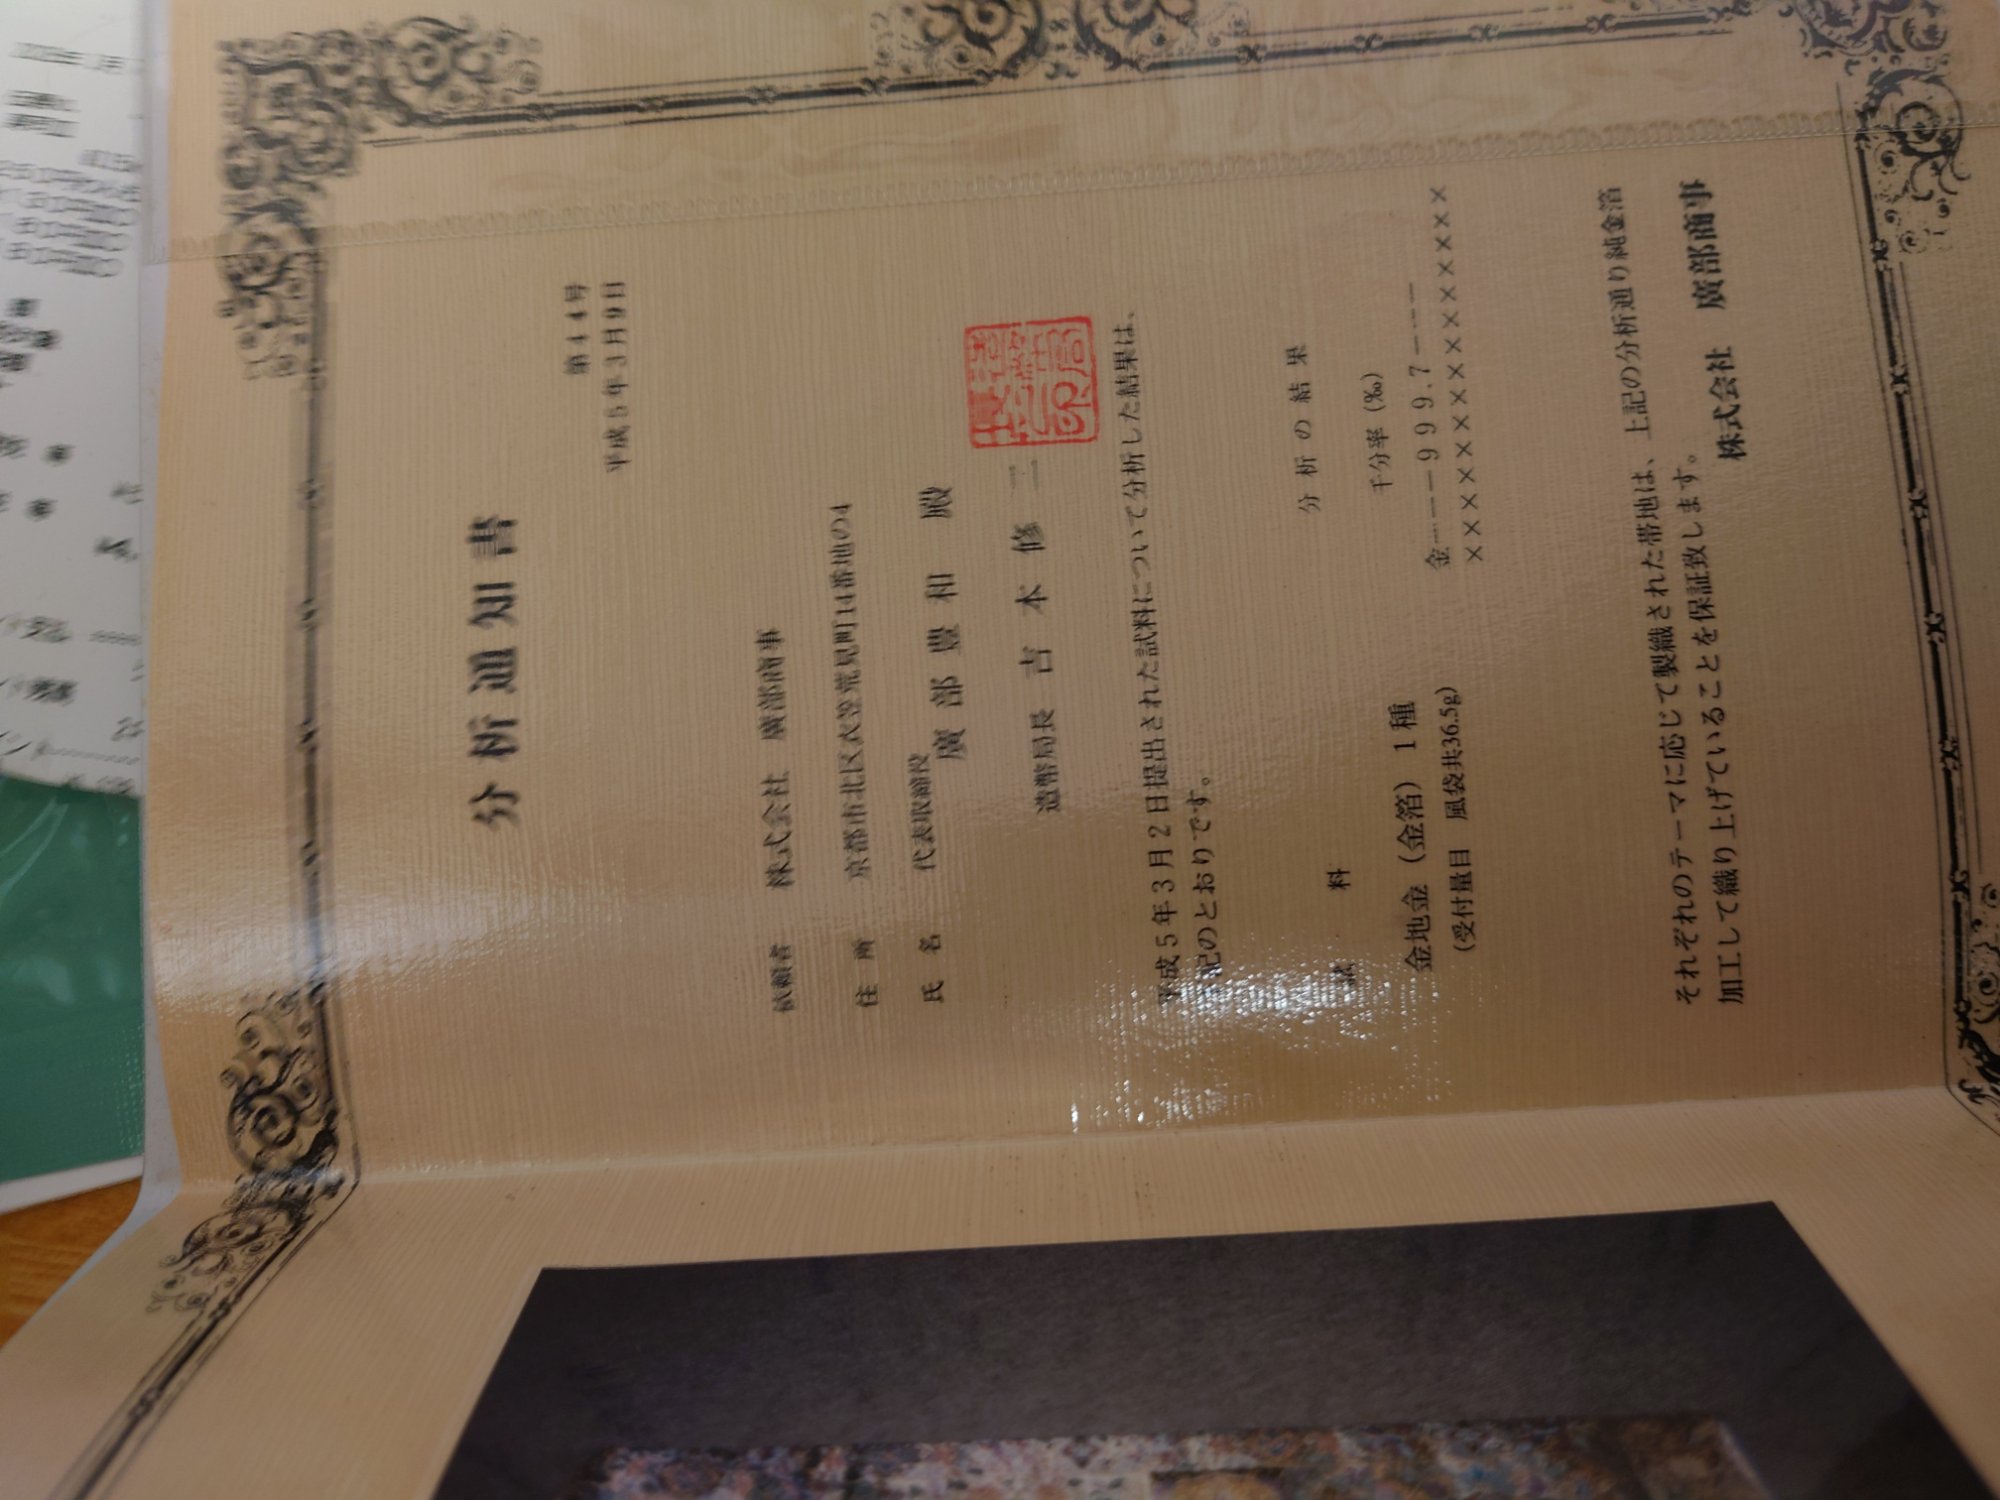 分析通知書
第44号
平成5年3月9日
依頼者 株式会社 廣部商事
住所 京都市北区衣笠荒見町14番地の4
氏名 代表取締役
廣部豊和 殿
造幣局長 吉本修二
平成5年3月2日提出された試料について分析した結果は、
記のとおりです。
試料 分析の結果
千分率(‰)
金地金(金箔)1種 金---999.7----
(受付量目 風袋共36.5g) ××××××××××××××
それぞれのテーマに応じて製織された帯地は、上記の分析通り純金箔
加工して織り上げていることを保証致します。
株式会社 廣部商事